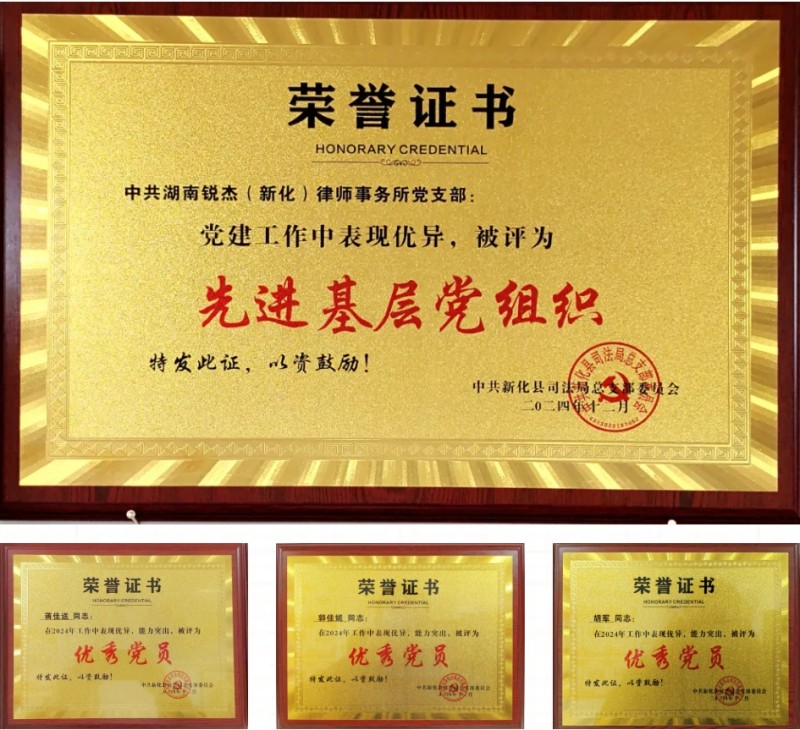 荣誉证书
HONORARY CREDENTIAL
中共湖南锐杰(新化)律师事务所党支部:
党建工作中表现优异,被评为
先进基层党组织
特发此证,以资鼓励!
中共新化县司法局总支部委员会
二〇二四年十二月
荣誉证书
HONORARY CREDENTIAL
蒋佳送 同志:
在2024年工作中表现优异,能力突出,被评为
优秀党员
特发此证,以资鼓励!
荣誉证书
HONORARY CREDENTIAL
同志:
在2024年工作中表现优异,能力突出,被评为
优秀党员
特发此证,以资鼓励!
荣誉证书
HONORARY CREDENTIAL
胡军 同志:
在2024年工作中表现优异,能力突出,被评为
优秀党员
特发此证,以资鼓励!